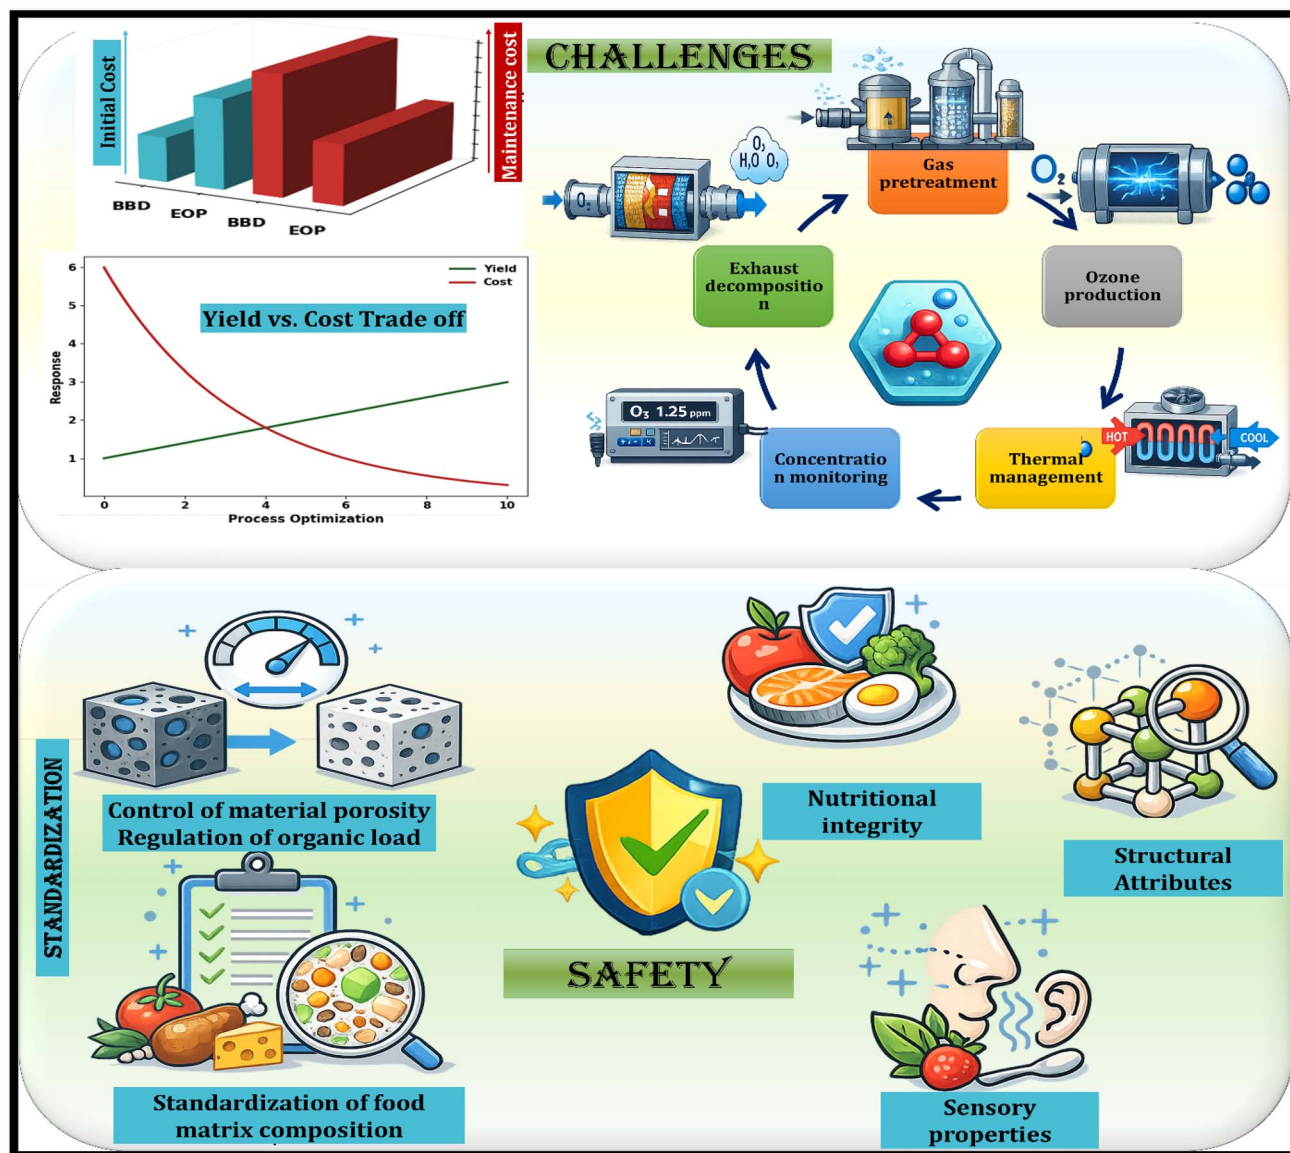 CHALLENGES
Initial Cost
Maintenance cost
BBD
EOP
BBD
EOP
Yield vs. Cost Trade off
Yield
Cost
Response
6
5
4
3
2
1
0
2
4
6
8
10
Process Optimization
Gas
pretreatment
O₂
Ozone
production
HOT
COOL
Thermal
management
Concentratio
n monitoring
O₃ 1.25 ppm
Exhaust
decompositio
n
STANDARDIZATION
Control of material porosity
Regulation of organic load
Standardization of food
matrix composition
SAFETY
Nutritional
integrity
Structural
Attributes
Sensory
properties